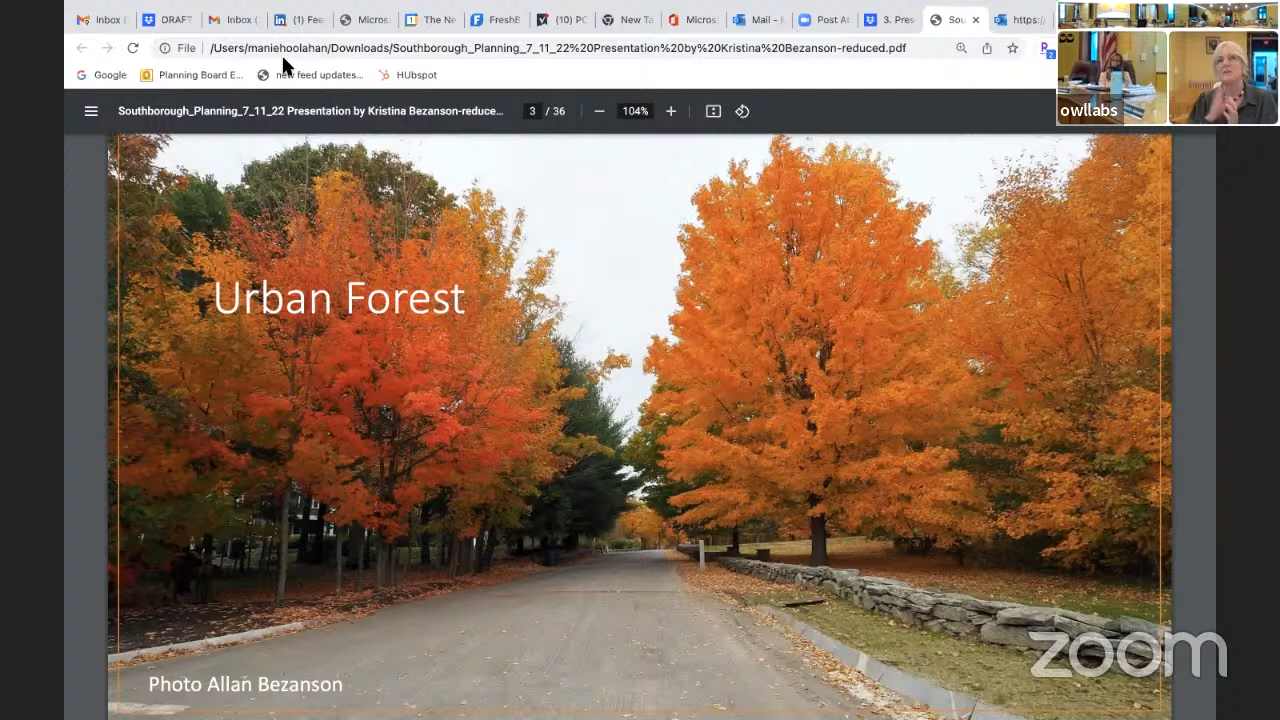 Inbox (
DRAFT
Inbox (
(1) Fee
Micros
The Ne
FreshB
(10) PC
New Ta
Micros
Mail -
Post At
3. Pres
Sou
https:/
File
/Users/maniehoolahan/Downloads/Southborough_Planning_7_11_22%20Presentation%20by%20Kristina%20Bezanson-reduced.pdf
Google
Planning Board E...
new feed updates...
HUbspot
owllabs
Southborough_Planning_7_11_22 Presentation by Kristina Bezanson-reduce...
3 / 36
104%
Urban Forest
Photo Allan Bezanson
zoom